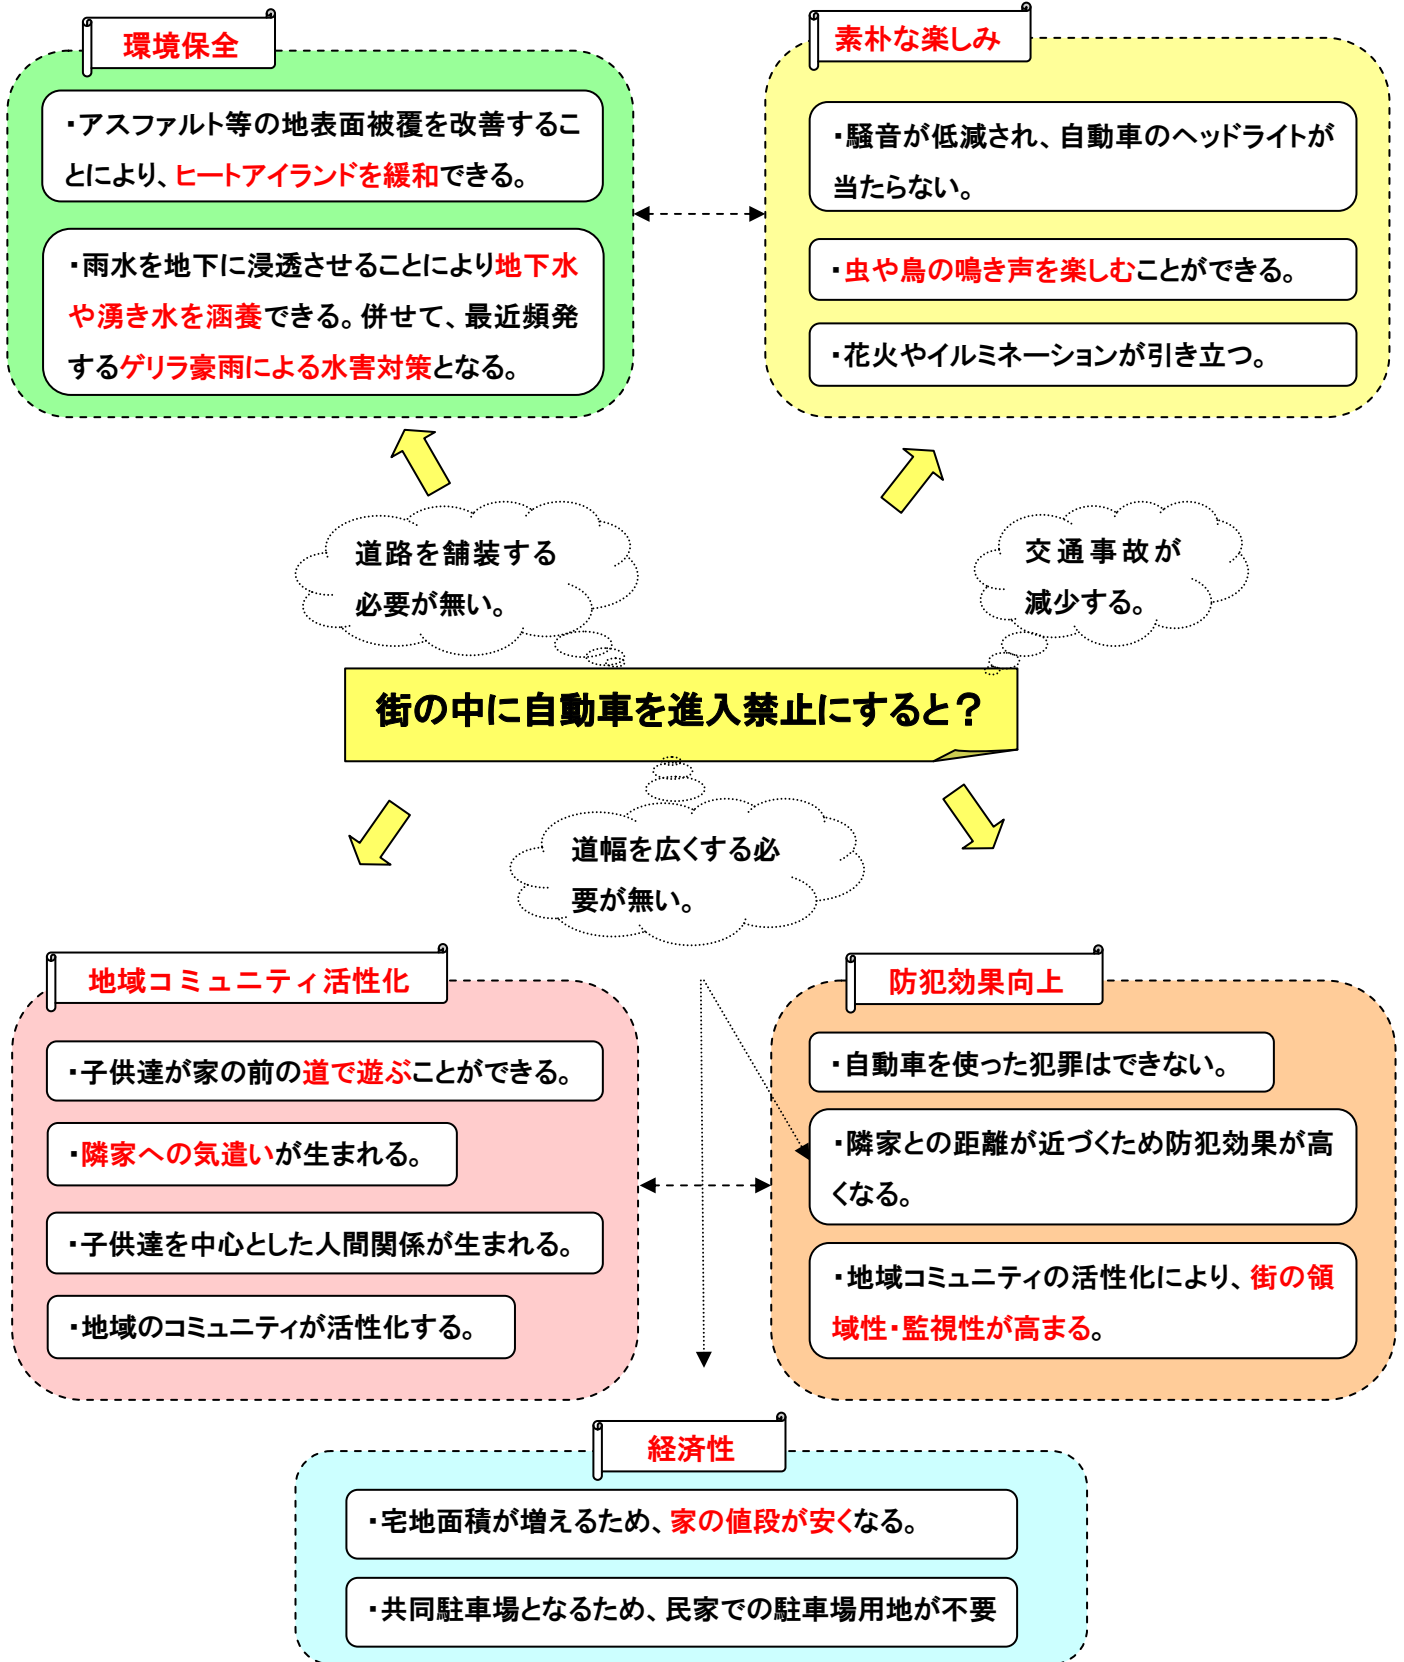 環境保全
・アスファルト等の地表面被覆を改善するこ
とにより、ヒートアイランドを緩和できる。
・雨水を地下に浸透させることにより地下水
や湧き水を涵養できる。併せて、最近頻発
するゲリラ豪雨による水害対策となる。
素朴な楽しみ
・騒音が低減され、自動車のヘッドライトが
当たらない。
・虫や鳥の鳴き声を楽しむことができる。
・花火やイルミネーションが引き立つ。
道路を舗装する
必要が無い。
交通事故が
減少する。
街の中に自動車を進入禁止にすると？
道幅を広くする必
要が無い。
地域コミュニティ活性化
・子供達が家の前の道で遊ぶことができる。
・隣家への気遣いが生まれる。
・子供達を中心とした人間関係が生まれる。
・地域のコミュニティが活性化する。
防犯効果向上
・自動車を使った犯罪はできない。
・隣家との距離が近づくため防犯効果が高
くなる。
・地域コミュニティの活性化により、街の領
域性・監視性が高まる。
経済性
・宅地面積が増えるため、家の値段が安くなる。
・共同駐車場となるため、民家での駐車場用地が不要